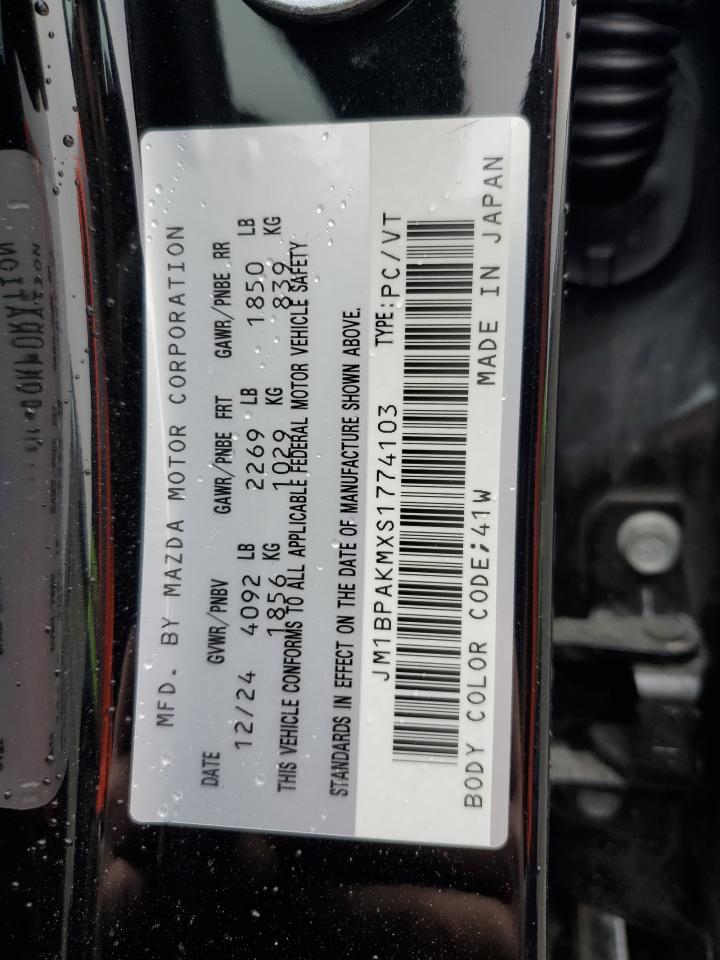 MFD. BY MAZDA MOTOR CORPORATION
DATE GVWR/PNBV GAWR/PNBE FRT GAWR/PNBE RR
12/24 4092 LB 2269 LB 1850 LB
1856 KG 1029 KG 839 KG
THIS VEHICLE CONFORMS TO ALL APPLICABLE FEDERAL MOTOR VEHICLE SAFETY
STANDARDS IN EFFECT ON THE DATE OF MANUFACTURE SHOWN ABOVE.
JM1BPAKMXS1774103 TYPE:PC/VT
BODY COLOR CODE;41W MADE IN JAPAN